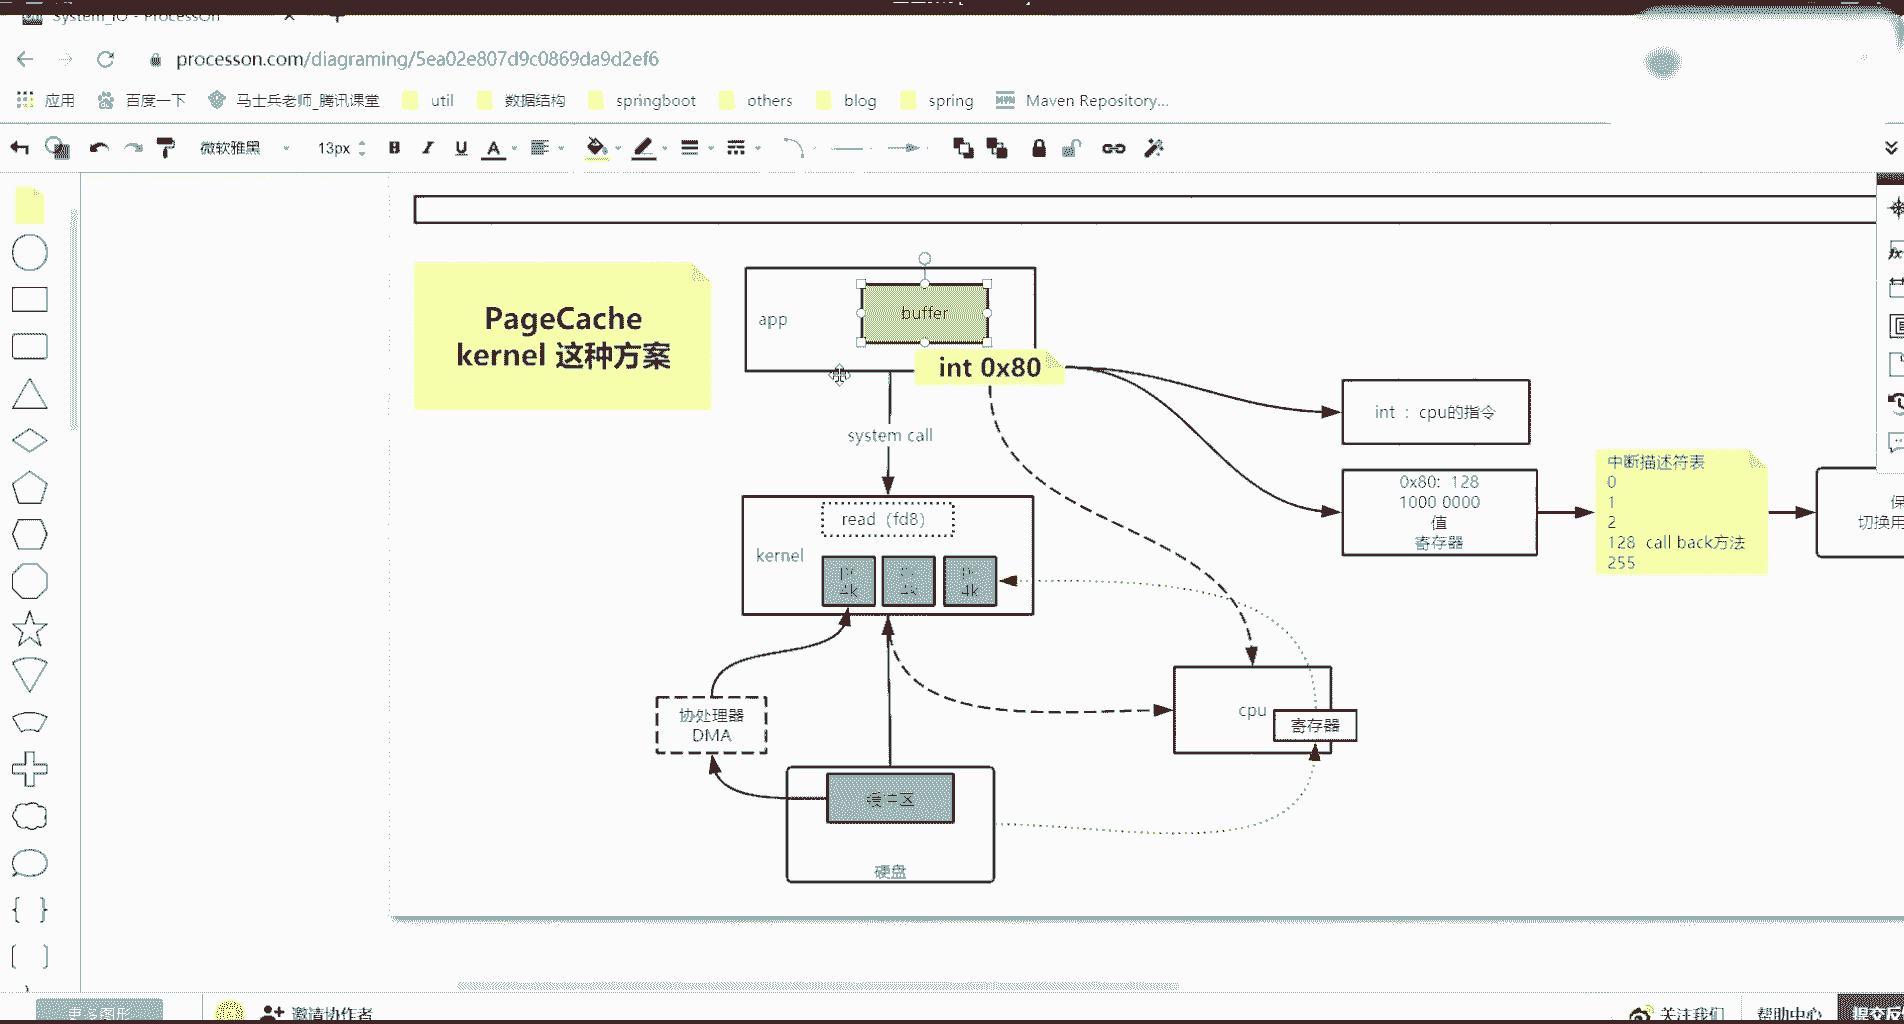 System_IO - ProcessOn
processon.com/diagraming/5ea02e807d9c0869da9d2ef6
应用
百度一下
马士兵老师_腾讯课堂
util
数据结构
springboot
others
blog
spring
Maven Repository...
微软雅黑
13px
PageCache
kernel 这种方案
app
buffer
int 0x80
system call
int ：cpu的指令
0x80:  128
1000 0000
值
寄存器
中断描述符表
0
1
2
128  call back方法
255
保
切换用
read（fd8）
kernel
4k
4k
4k
协处理器
DMA
cpu
寄存器
硬盘
更多图形
邀请协作者
关注我们
帮助中心
提交反